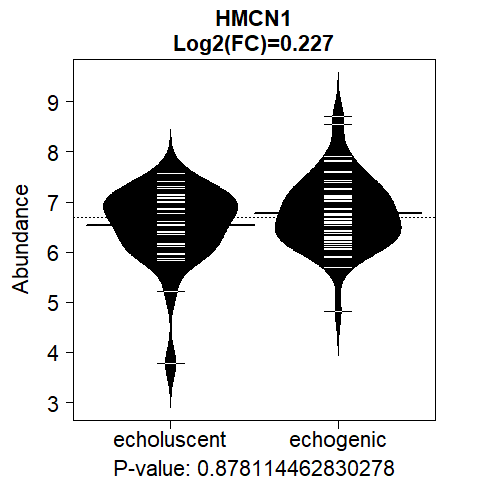 HMCN1
Log2(FC)=0.227
Abundance
9
8
7
6
5
4
3
echoluscent echogenic
P-value: 0.878114462830278